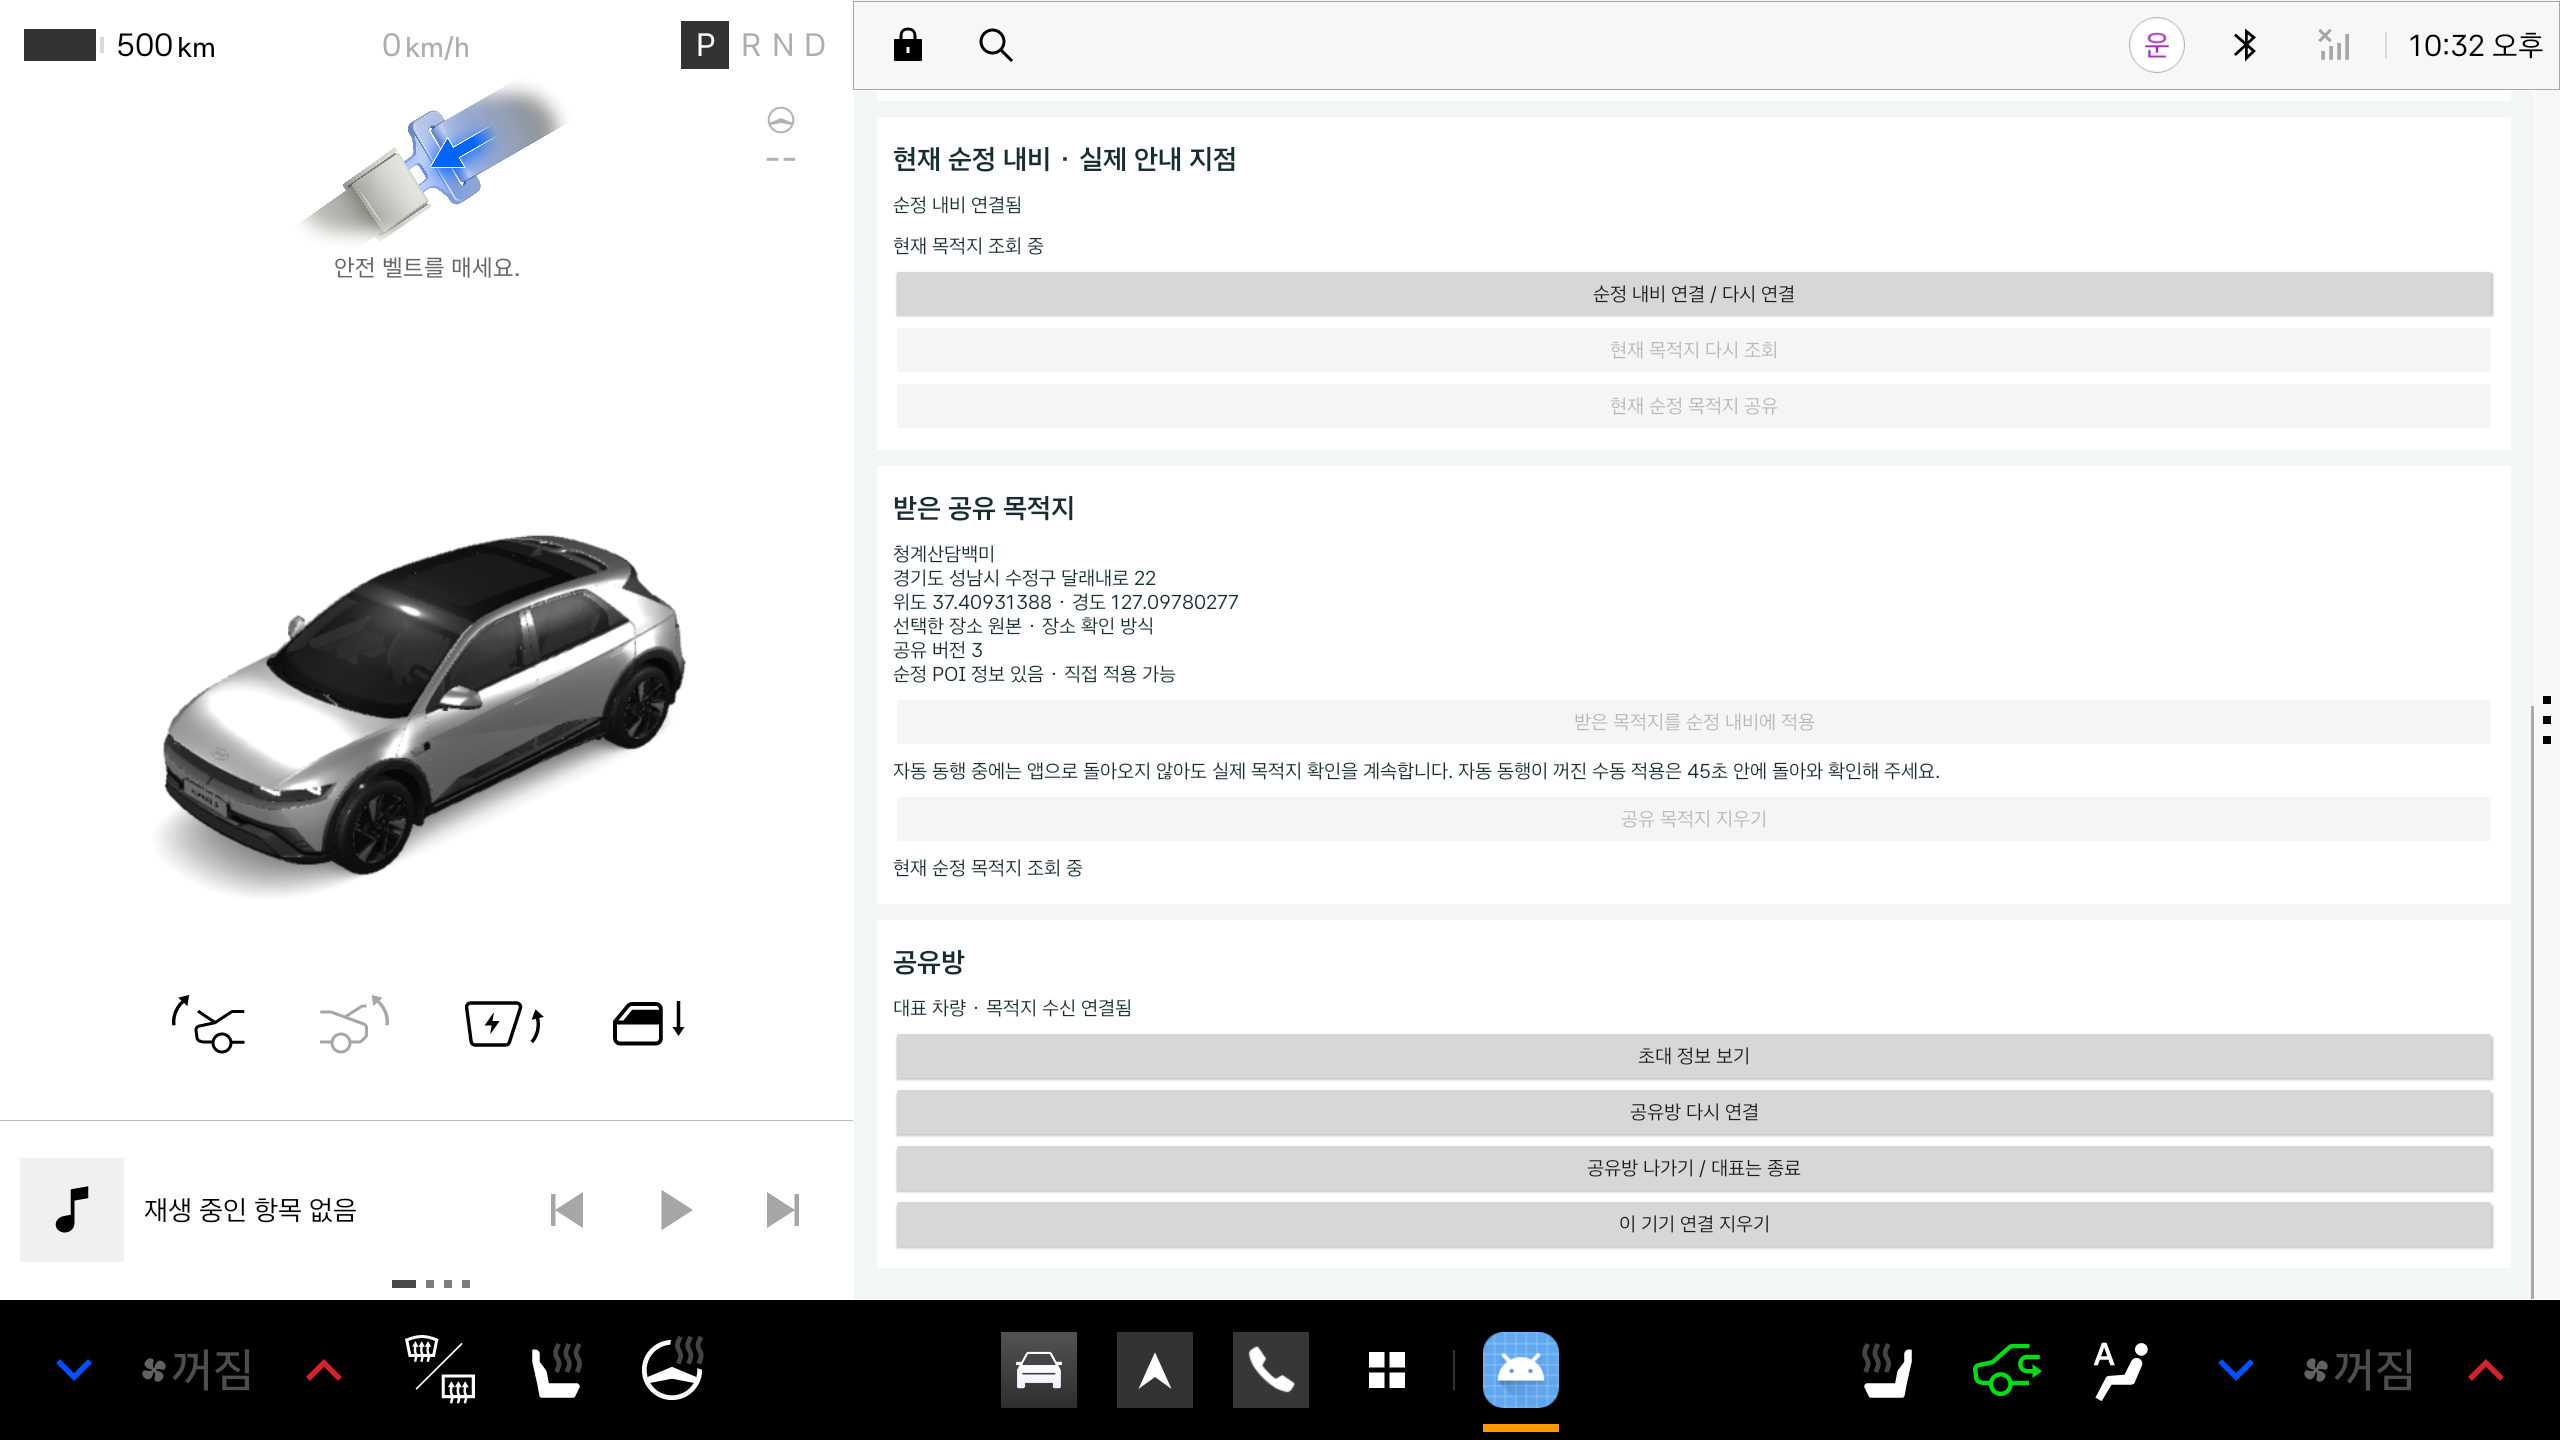 500 km
0 km/h
P R N D
운
10:32 오후
안전 벨트를 매세요.
재생 중인 항목 없음
현재 순정 내비 · 실제 안내 지점
순정 내비 연결됨
현재 목적지 조회 중
순정 내비 연결 / 다시 연결
현재 목적지 다시 조회
현재 순정 목적지 공유
받은 공유 목적지
청계산담백미
경기도 성남시 수정구 달래내로 22
위도 37.40931388 · 경도 127.09780277
선택한 장소 원본 · 장소 확인 방식
공유 버전 3
순정 POI 정보 있음 · 직접 적용 가능
받은 목적지를 순정 내비에 적용
자동 동행 중에는 앱으로 돌아오지 않아도 실제 목적지 확인을 계속합니다. 자동 동행이 꺼진 수동 적용은 45초 안에 돌아와 확인해 주세요.
공유 목적지 지우기
현재 순정 목적지 조회 중
공유방
대표 차량 · 목적지 수신 연결됨
초대 정보 보기
공유방 다시 연결
공유방 나가기 / 대표는 종료
이 기기 연결 지우기
꺼짐
A
꺼짐